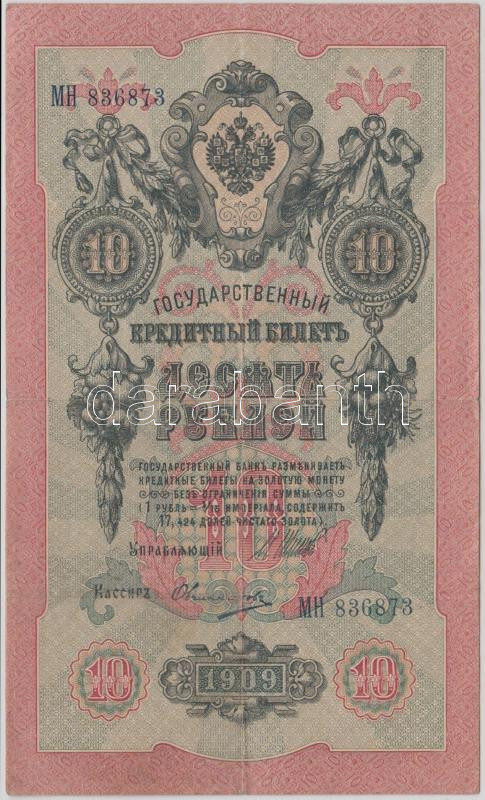 МН 836873
10 10
ГОСУДАРСТВЕННЫЙ
КРЕДИТНЫЙ БИЛЕТЪ
ДЕСЯТЬ
РУБЛЕЙ
darabanth
ГОСУДАРСТВЕННЫЙ БАНКЪ РАЗМѢНИВАЕТЪ
КРЕДИТНЫЕ БИЛЕТЫ НА ЗОЛОТУЮ МОНЕТУ
БЕЗЪ ОГРАНИЧЕНІЯ СУММЫ
(1 РУБЛЬ = 1/15 ИМПЕРІАЛА, СОДЕРЖИТЪ
17,424 ДОЛЕЙ ЧИСТАГО ЗОЛОТА).
10
УПРАВЛЯЮЩІЙ
КАССИРЪ
МН 836873
10 1909 10